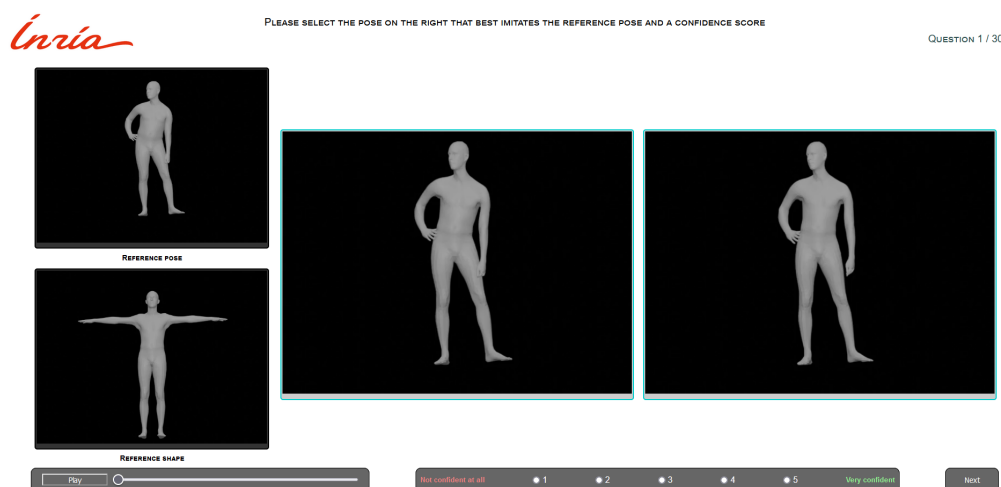 Inria
PLEASE SELECT THE POSE ON THE RIGHT THAT BEST IMITATES THE REFERENCE POSE AND A CONFIDENCE SCORE
QUESTION 1 / 30
REFERENCE POSE
REFERENCE SHAPE
Play
Not confident at all 1 2 3 4 5 Very confident
Next